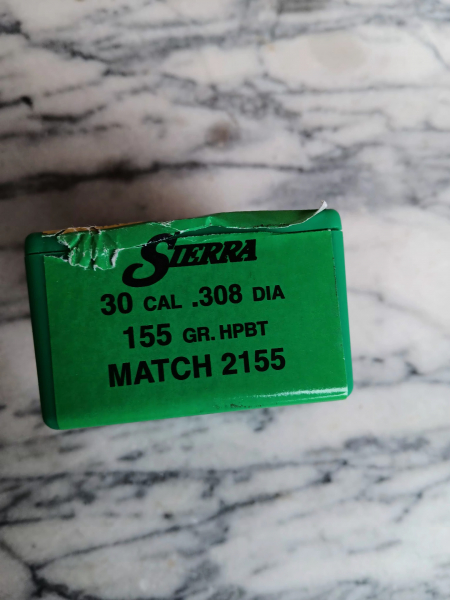 SIERRA
30 CAL .308 DIA
155 GR. HPBT
MATCH 2155